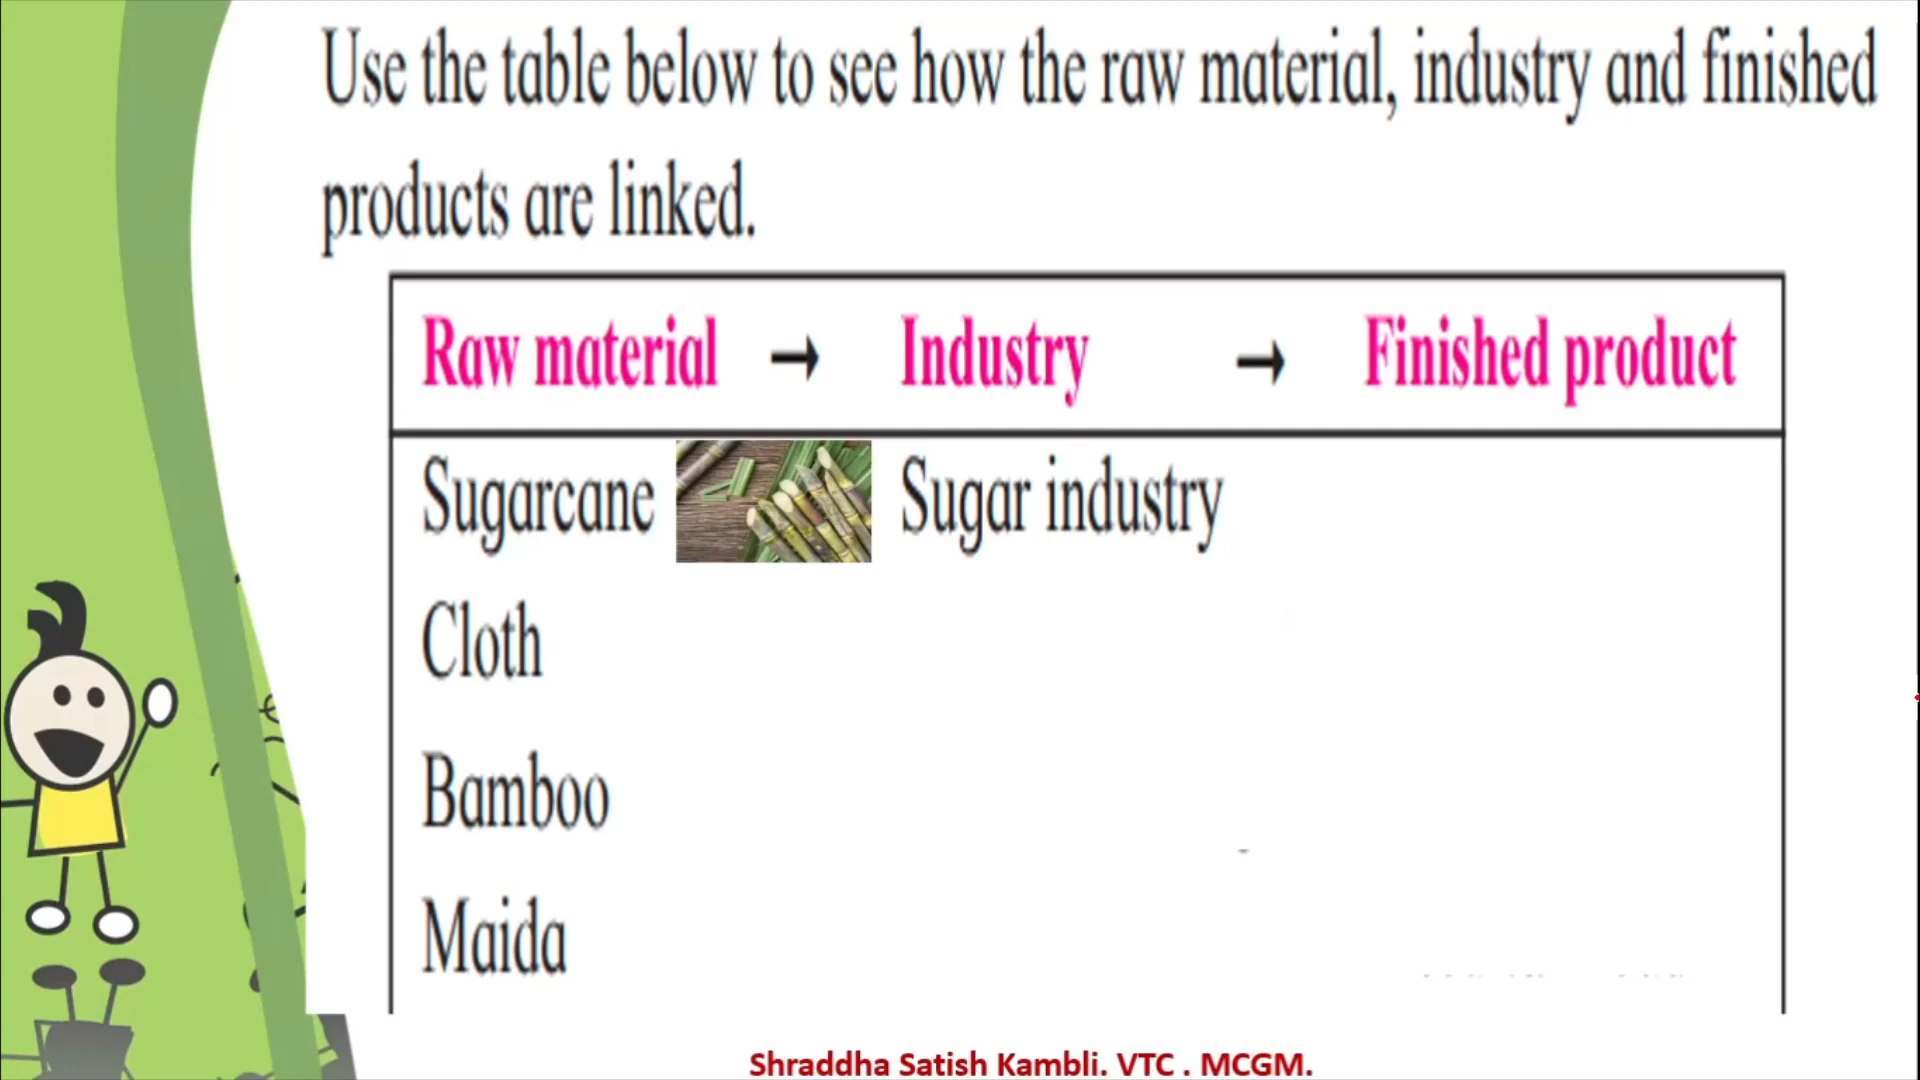 Use the table below to see how the raw material, industry and finished
products are linked.
Raw material → Industry → Finished product
Sugarcane Sugar industry
Cloth
Bamboo
Maida
Shraddha Satish Kambli. VTC . MCGM.